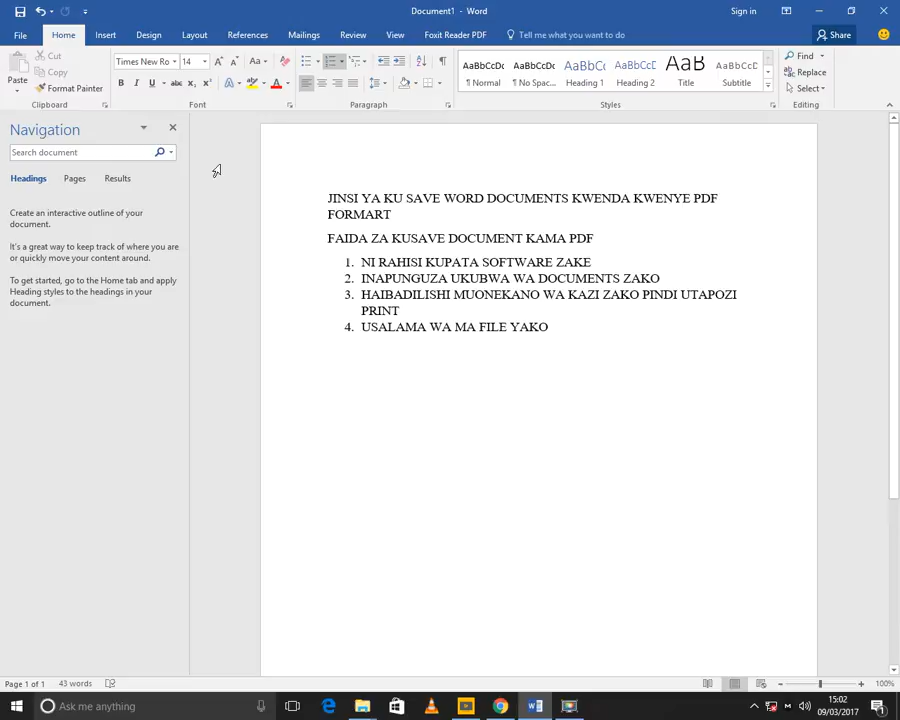 Document1 - Word
Sign in
File Home Insert Design Layout References Mailings Review View Foxit Reader PDF Tell me what you want to do Share
Paste
Cut
Copy
Format Painter
Times New Ro 14
Normal
No Spac...
Heading 1
Heading 2
Title
Subtitle
Find
Replace
Select
Clipboard Font Paragraph Styles Editing
Navigation
Search document
Headings Pages Results
Create an interactive outline of your
document.
It's a great way to keep track of where you are
or quickly move your content around.
To get started, go to the Home tab and apply
Heading styles to the headings in your
document.
JINSI YA KU SAVE WORD DOCUMENTS KWENDA KWENYE PDF
FORMART
FAIDA ZA KUSAVE DOCUMENT KAMA PDF
1. NI RAHISI KUPATA SOFTWARE ZAKE
2. INAPUNGUZA UKUBWA WA DOCUMENTS ZAKO
3. HAIBADILISHI MUONEKANO WA KAZI ZAKO PINDI UTAPOZI
PRINT
4. USALAMA WA MA FILE YAKO
Page 1 of 1 43 words 100%
Ask me anything
15:02
09/03/2017